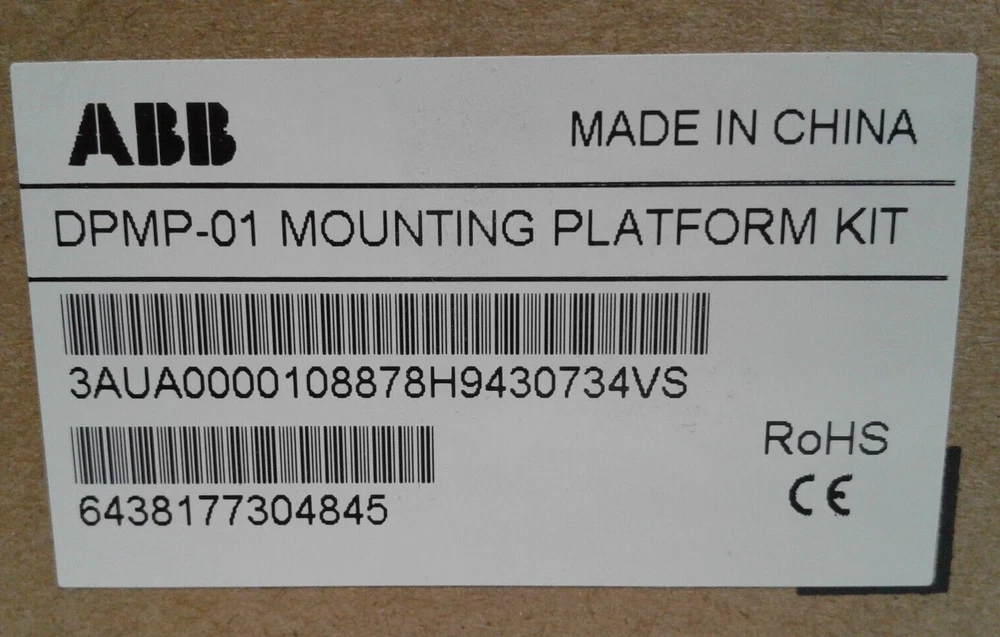 ABB MADE IN CHINA
DPMP-01 MOUNTING PLATFORM KIT
3AUA0000108878H9430734VS
6438177304845
RoHS
CE